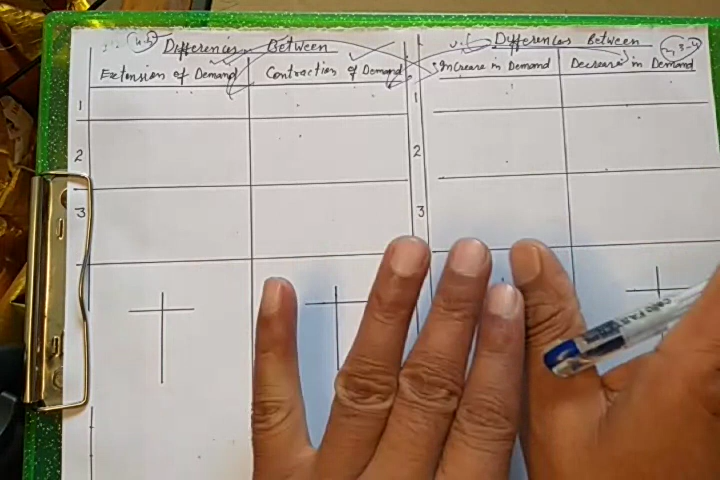 Differences Between
Extension of Demand Contraction of Demand
1
2
3
Differences Between
Increase in Demand Decrease in Demand
1
2
3